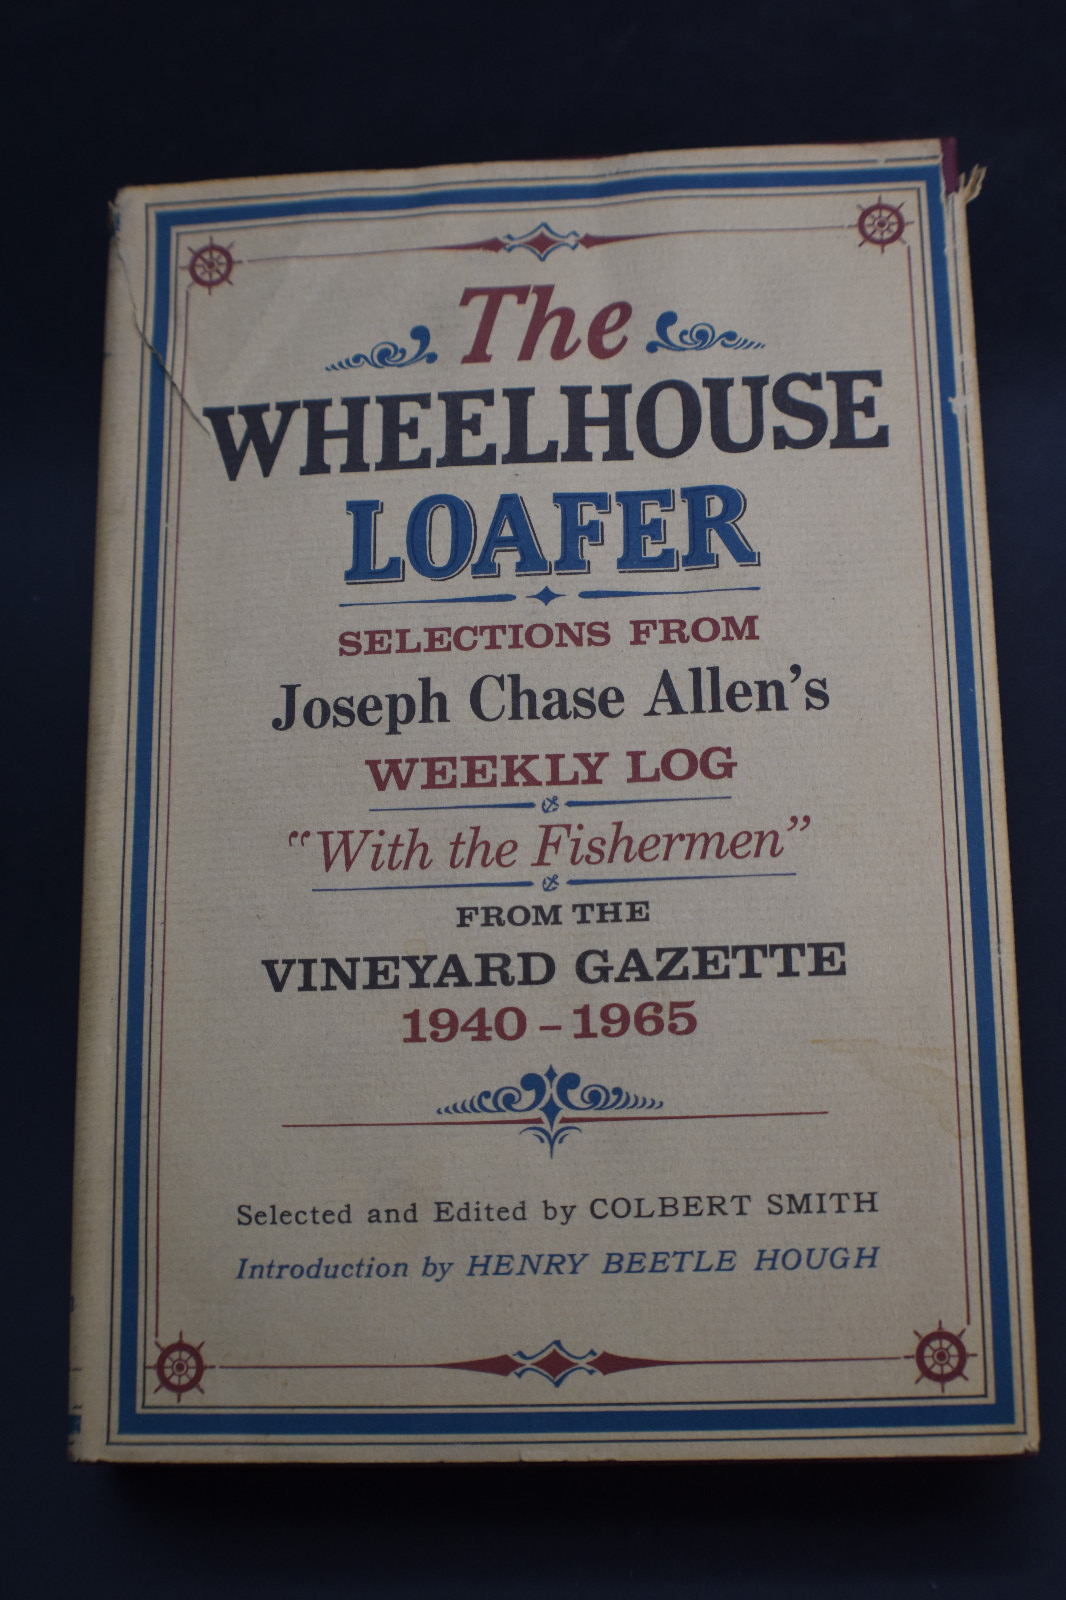 The
WHEELHOUSE
LOAFER
SELECTIONS FROM
Joseph Chase Allen's
WEEKLY LOG
"With the Fishermen"
FROM THE
VINEYARD GAZETTE
1940 – 1965
Selected and Edited by COLBERT SMITH
Introduction by HENRY BEETLE HOUGH